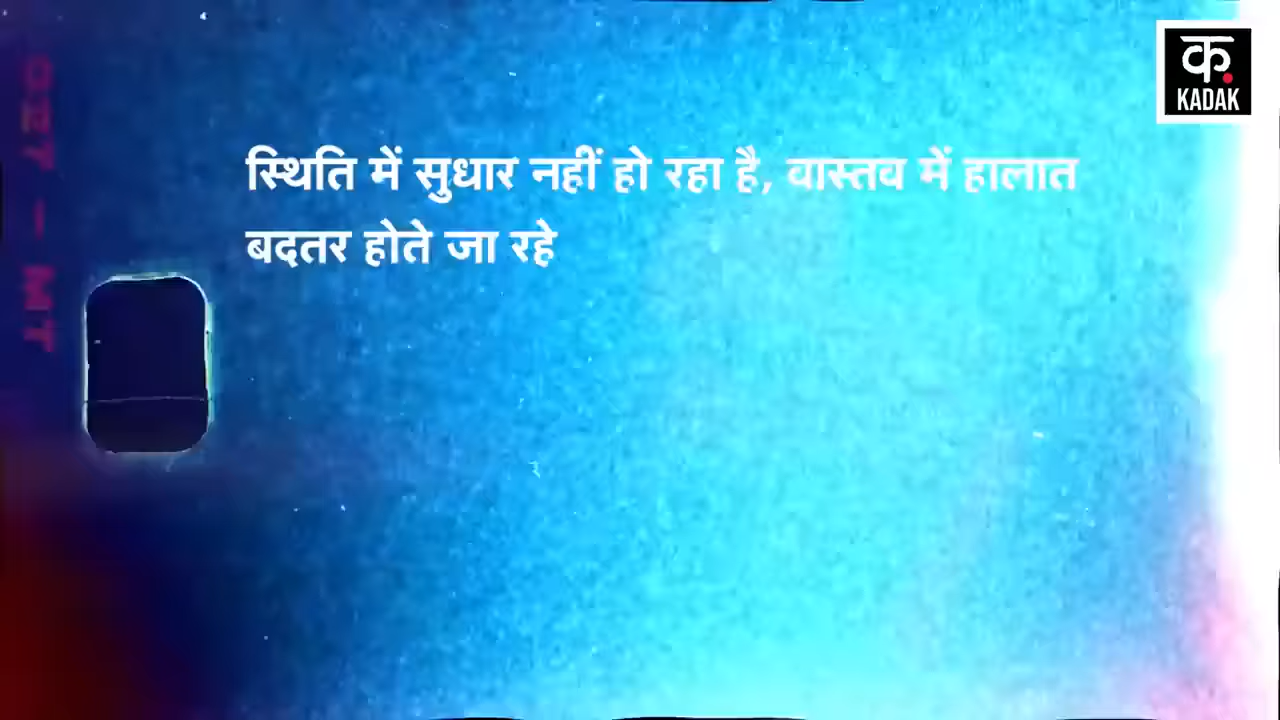 क.
KADAK
स्थिति में सुधार नहीं हो रहा है, वास्तव में हालात
बदतर होते जा रहे